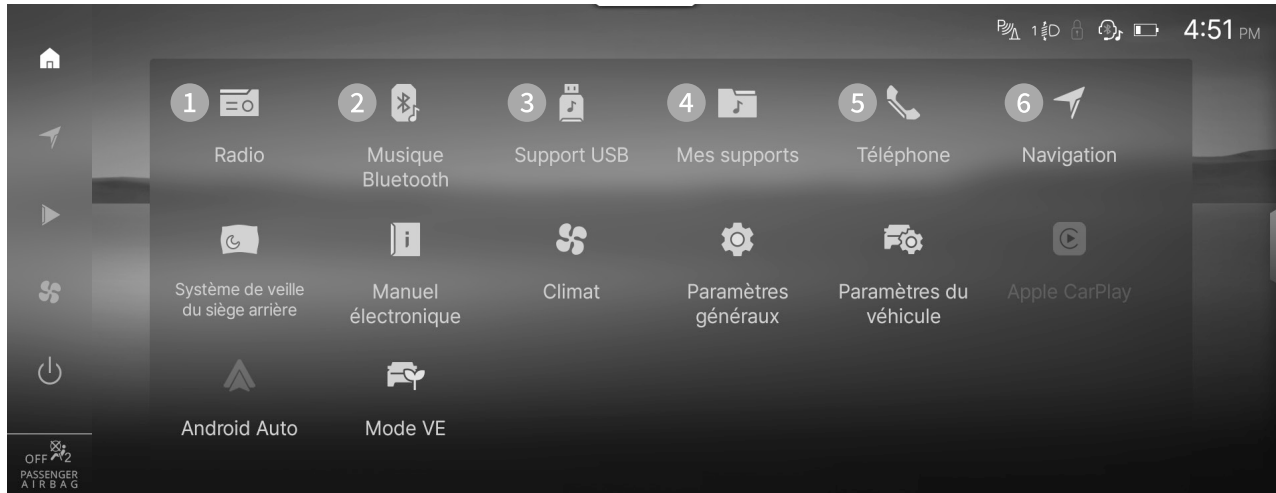 1 4:51 PM
1 2 3 4 5 6
Radio
Musique
Bluetooth
Support USB
Mes supports
Téléphone
Navigation
Système de veille
du siège arrière
Manuel
électronique
Climat
Paramètres
généraux
Paramètres du
véhicule
Apple CarPlay
Android Auto
Mode VE
OFF 2
PASSENGER
AIRBAG